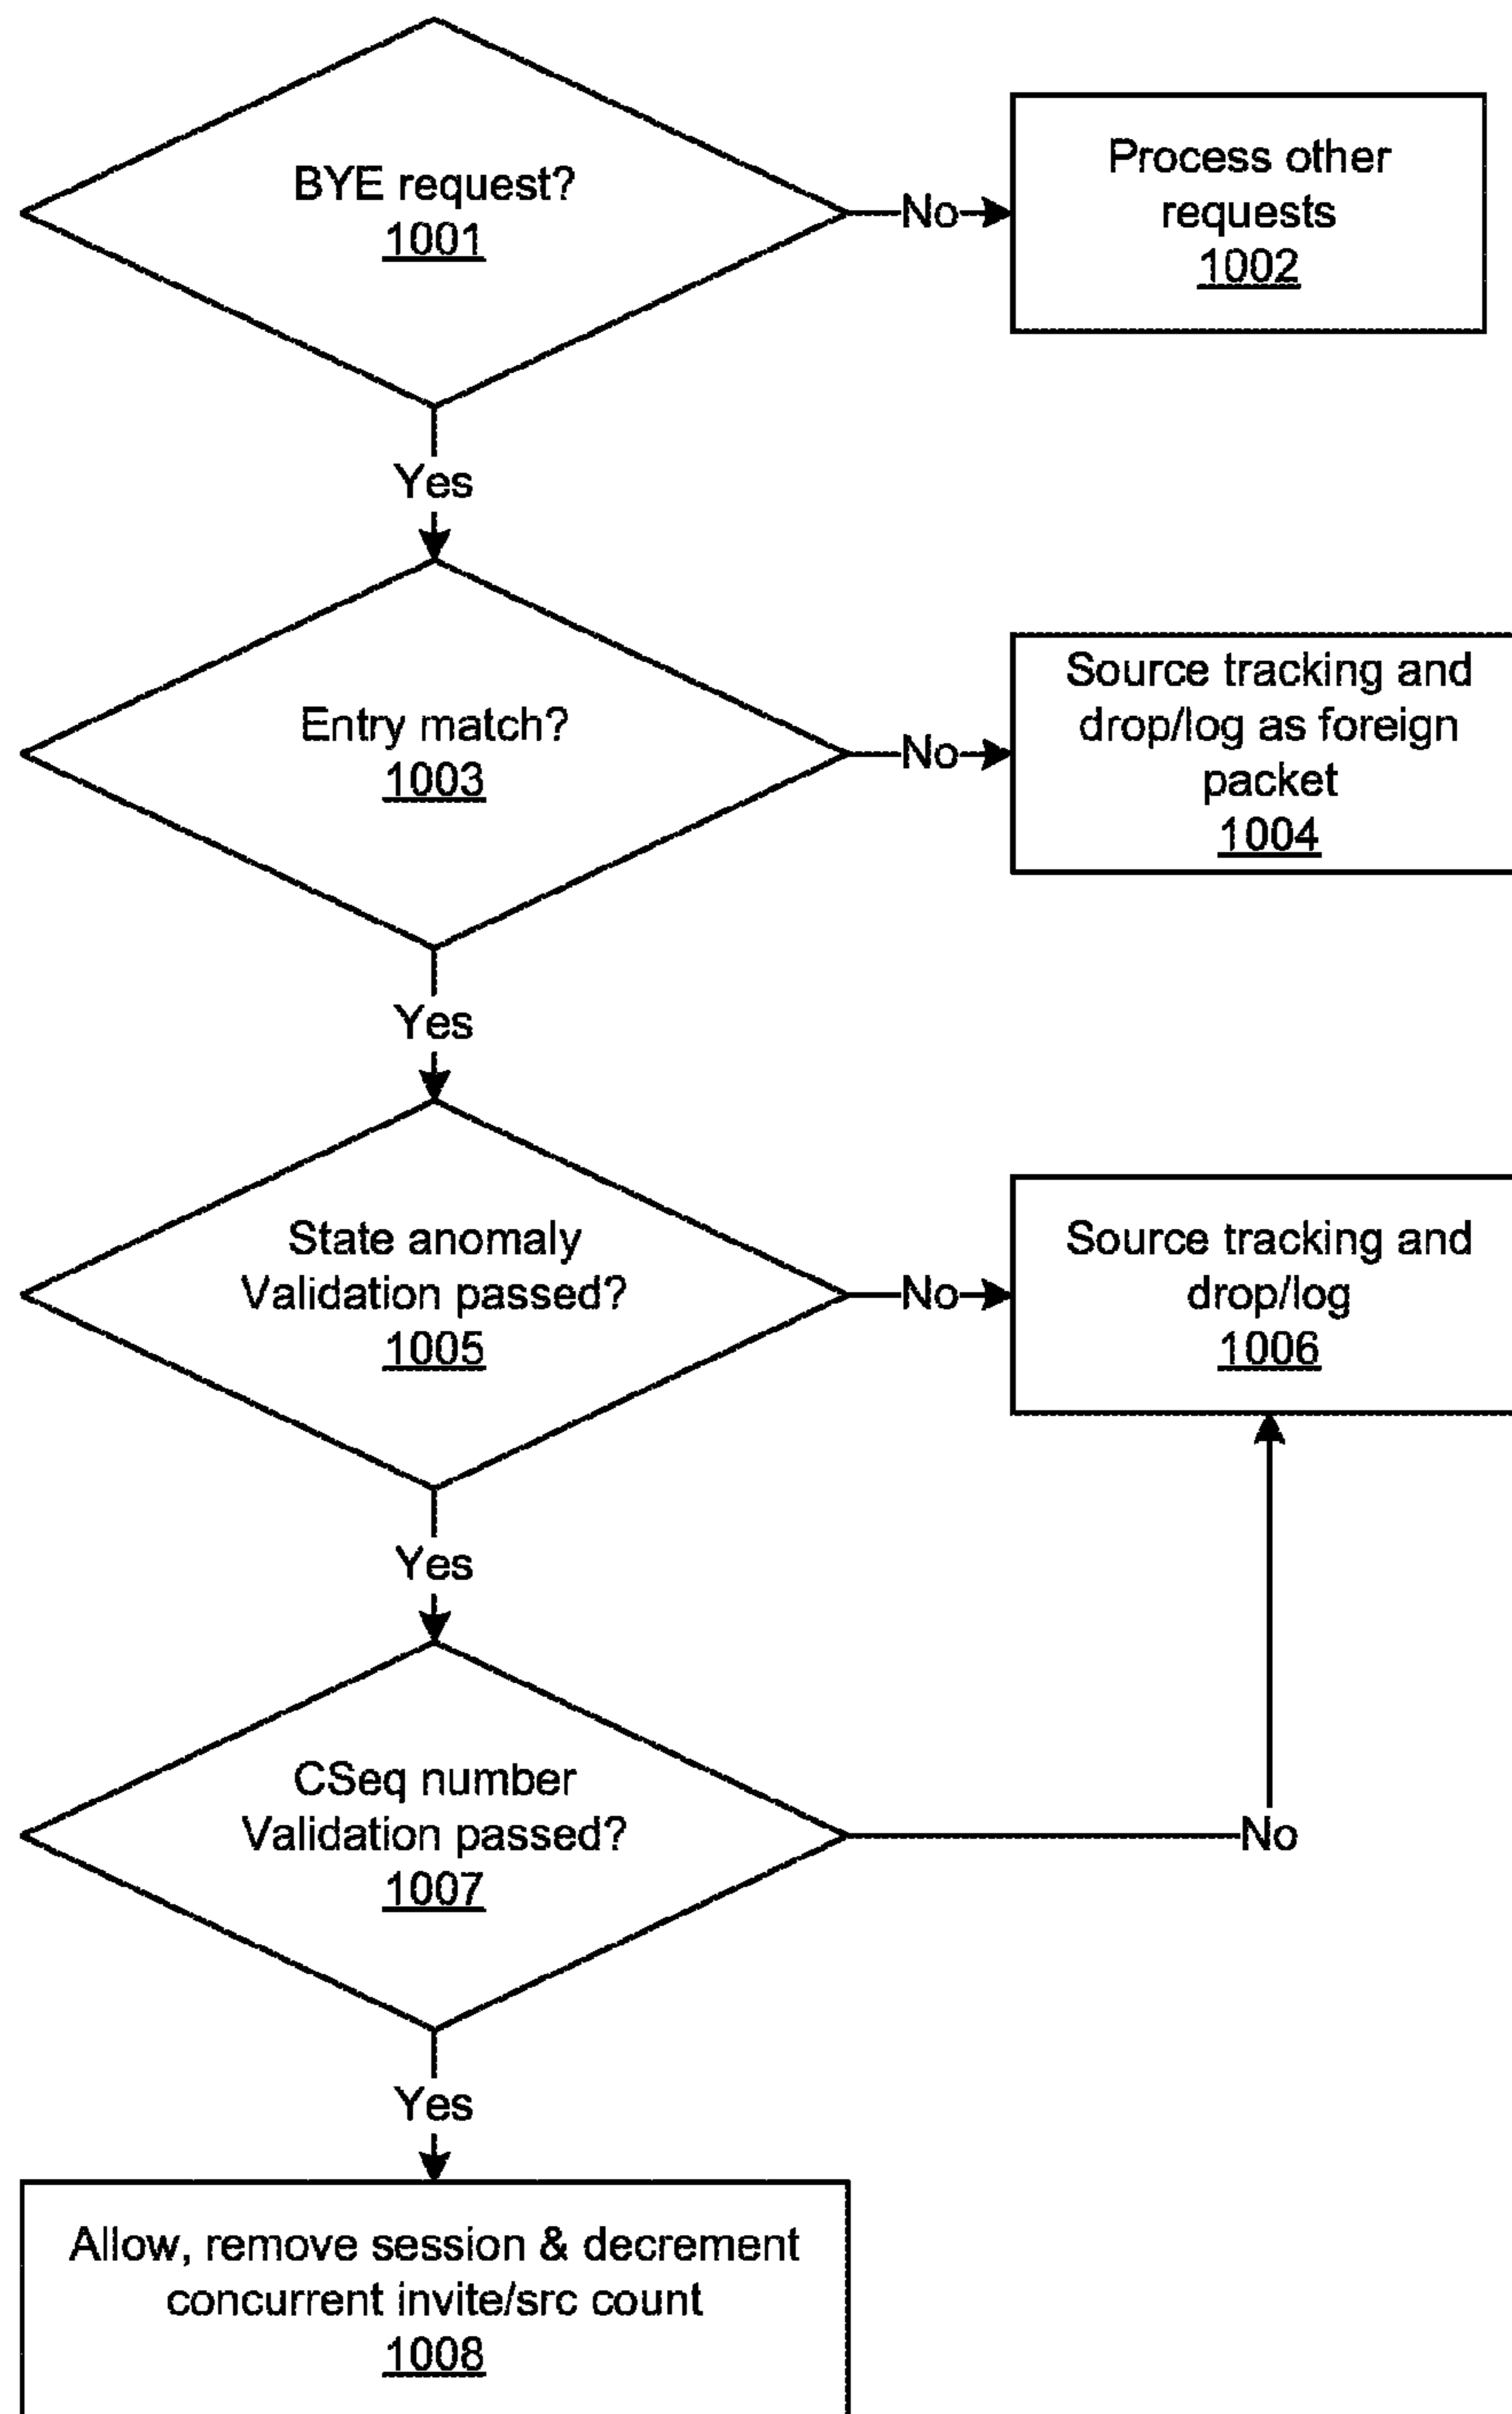 BYE request?
1001
No
Process other
requests
1002
Yes
Entry match?
1003
No
Source tracking and
drop/log as foreign
packet
1004
Yes
State anomaly
Validation passed?
1005
No
Source tracking and
drop/log
1006
Yes
CSeq number
Validation passed?
1007
No
Yes
Allow, remove session & decrement
concurrent invite/src count
1008